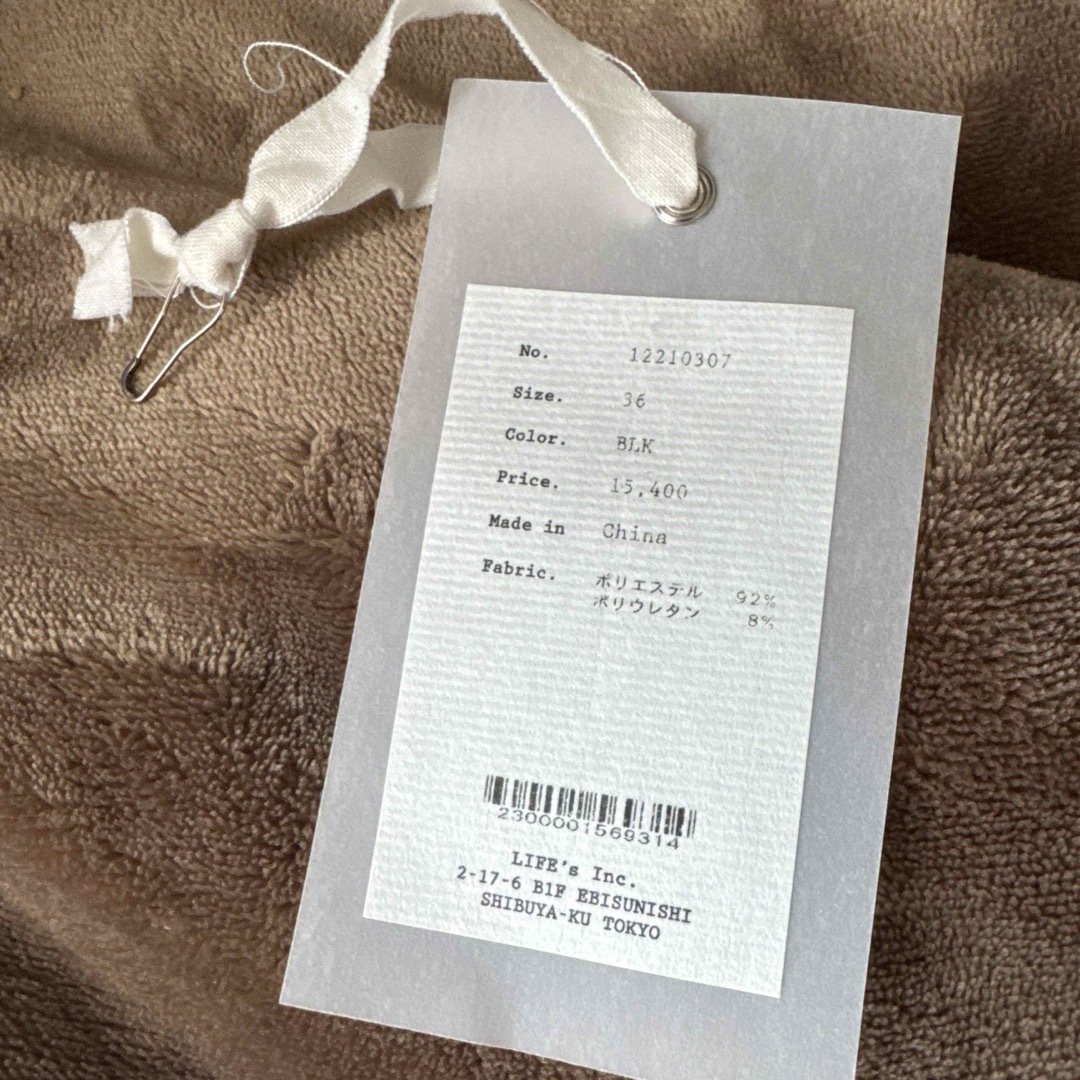 No. 12210307
Size. 36
Color. BLK
Price. 15,400
Made in China
Fabric. ポリエステル 92%
ポリウレタン 8%
2300001569314
LIFE's Inc.
2-17-6 B1F EBISUNISHI
SHIBUYA-KU TOKYO